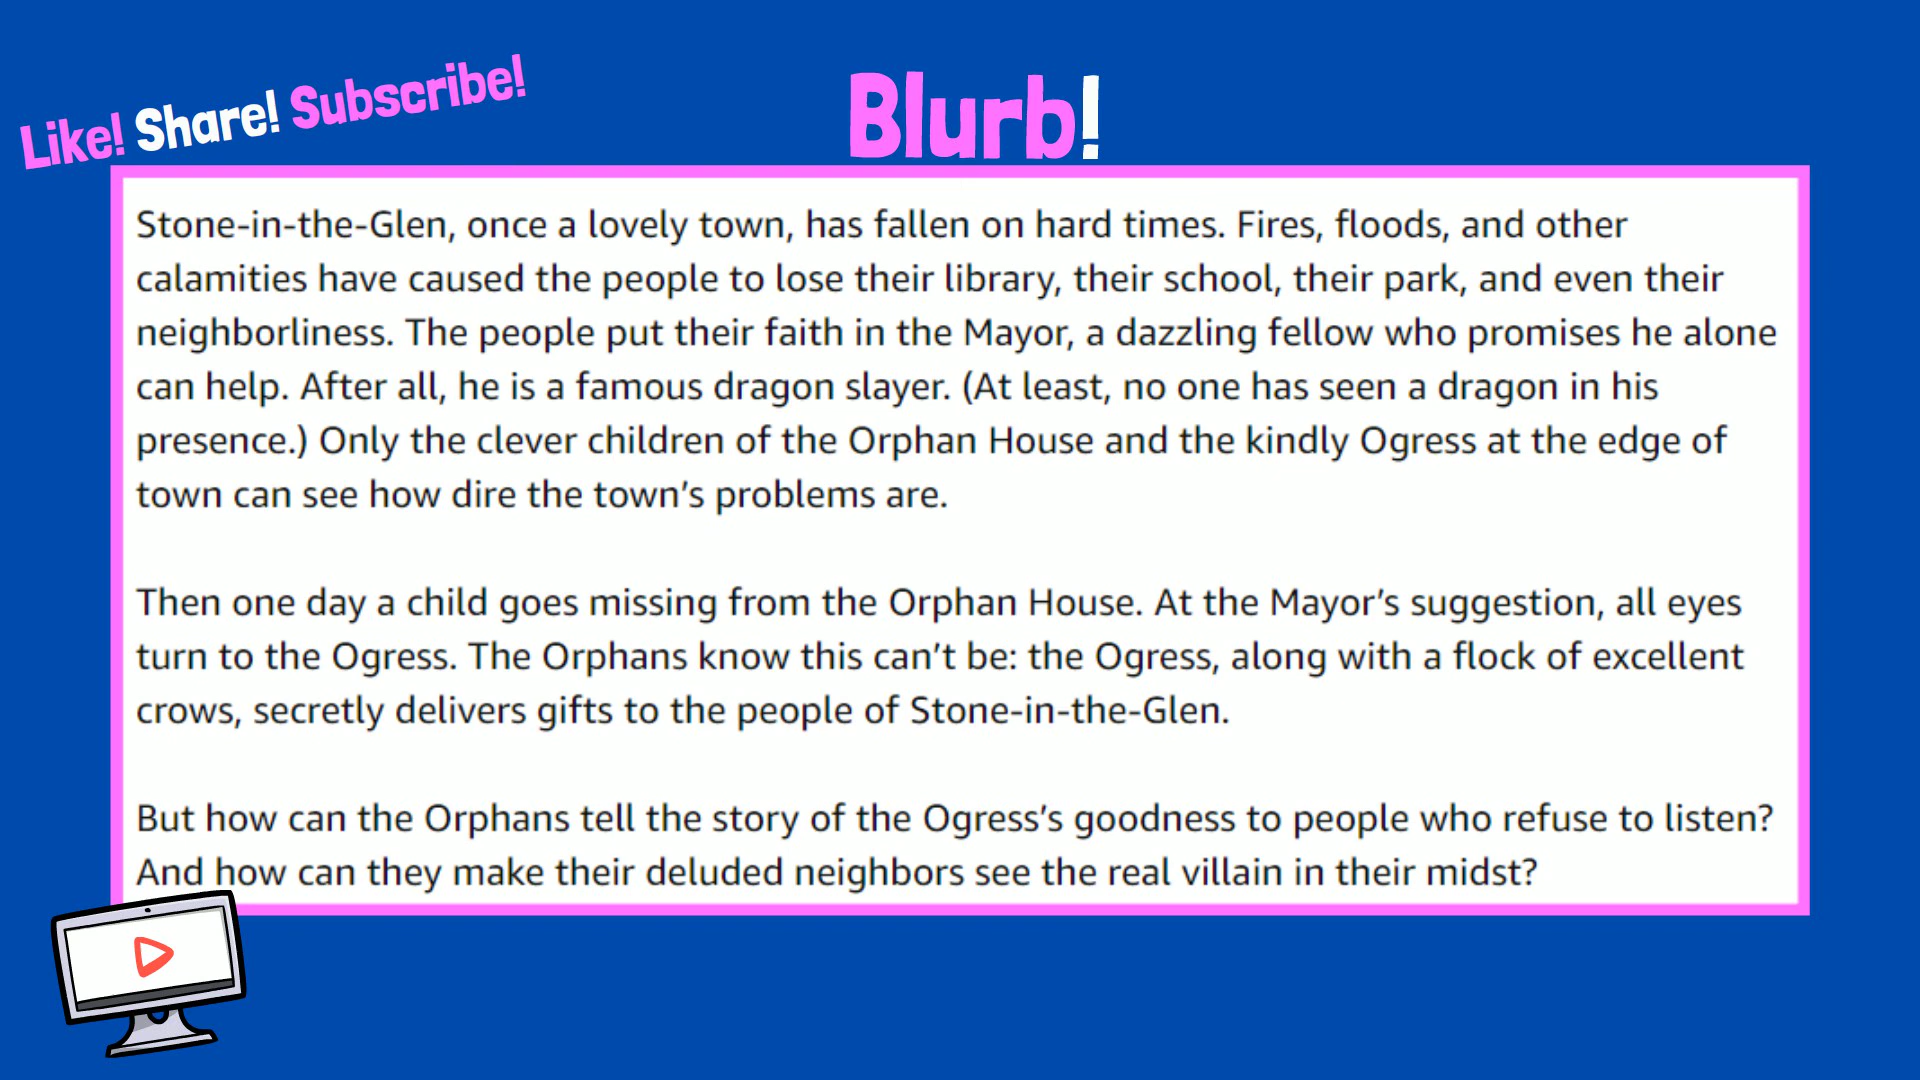 Like! Share! Subscribe!
Blurb!
Stone-in-the-Glen, once a lovely town, has fallen on hard times. Fires, floods, and other
calamities have caused the people to lose their library, their school, their park, and even their
neighborliness. The people put their faith in the Mayor, a dazzling fellow who promises he alone
can help. After all, he is a famous dragon slayer. (At least, no one has seen a dragon in his
presence.) Only the clever children of the Orphan House and the kindly Ogress at the edge of
town can see how dire the town’s problems are.
Then one day a child goes missing from the Orphan House. At the Mayor’s suggestion, all eyes
turn to the Ogress. The Orphans know this can’t be: the Ogress, along with a flock of excellent
crows, secretly delivers gifts to the people of Stone-in-the-Glen.
But how can the Orphans tell the story of the Ogress’s goodness to people who refuse to listen?
And how can they make their deluded neighbors see the real villain in their midst?